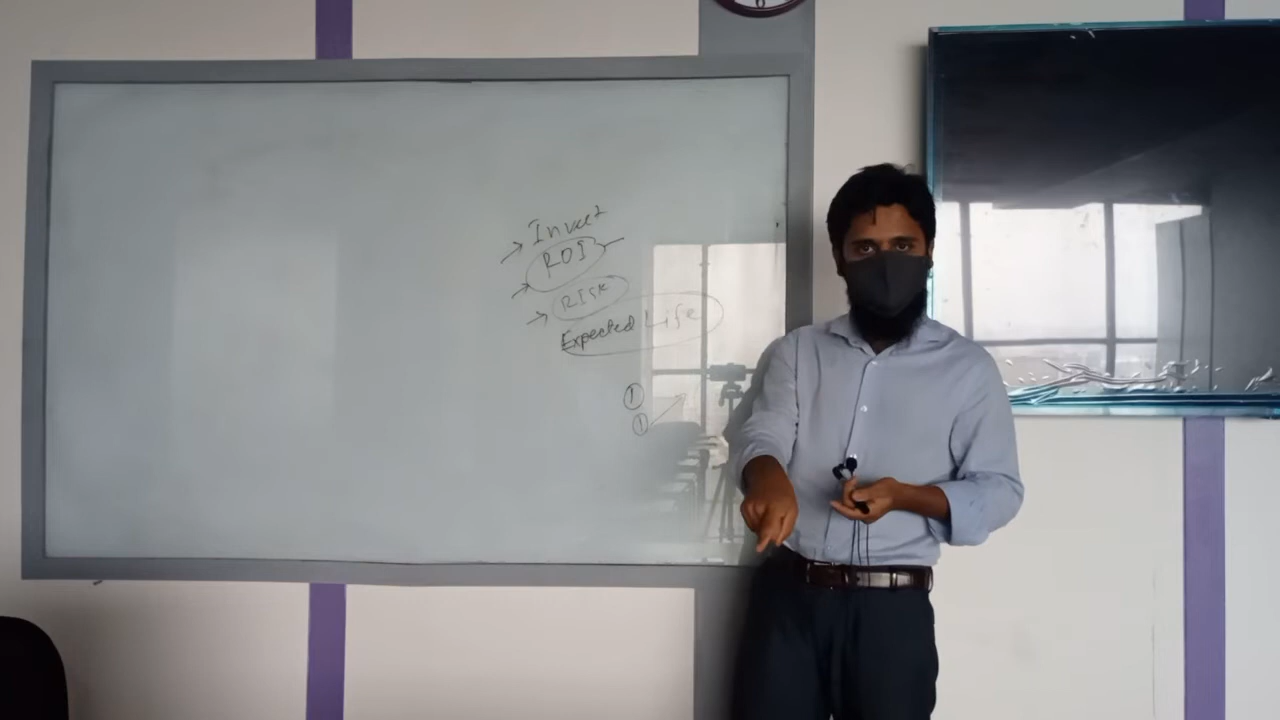 → Invest
ROI
→ RISK
→ Expected Life
①
①